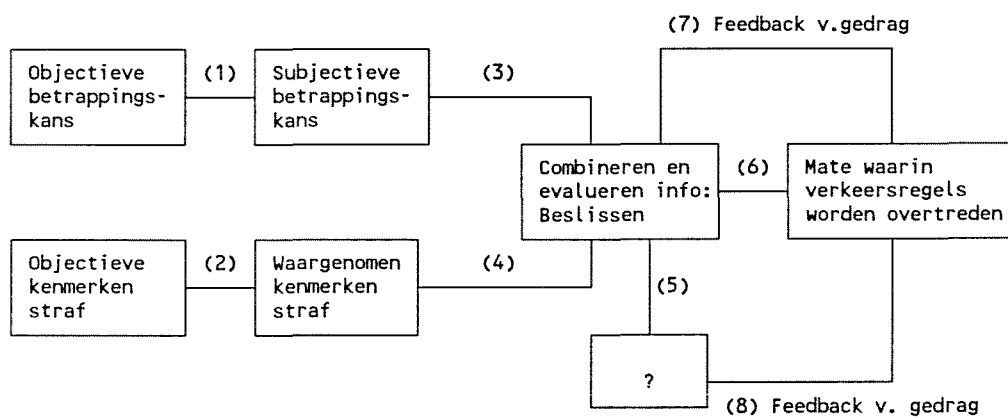 (7) Feedback v.gedrag
Objectieve
betrappings-
kans
(1)
Subjectieve
betrappings-
kans
(3)
Combineren en
evalueren info:
Beslissen
(6)
Mate waarin
verkeersregels
worden overtreden
Objectieve
kenmerken
straf
(2)
Waargenomen
kenmerken
straf
(4)
(5)
?
(8) Feedback v. gedrag